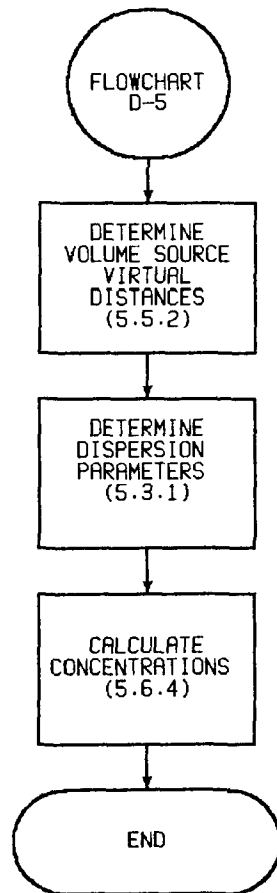 FLOWCHART
D-5
DETERMINE
VOLUME SOURCE
VIRTUAL
DISTANCES
(5.5.2)
DETERMINE
DISPERSION
PARAMETERS
(5.3.1)
CALCULATE
CONCENTRATIONS
(5.6.4)
END